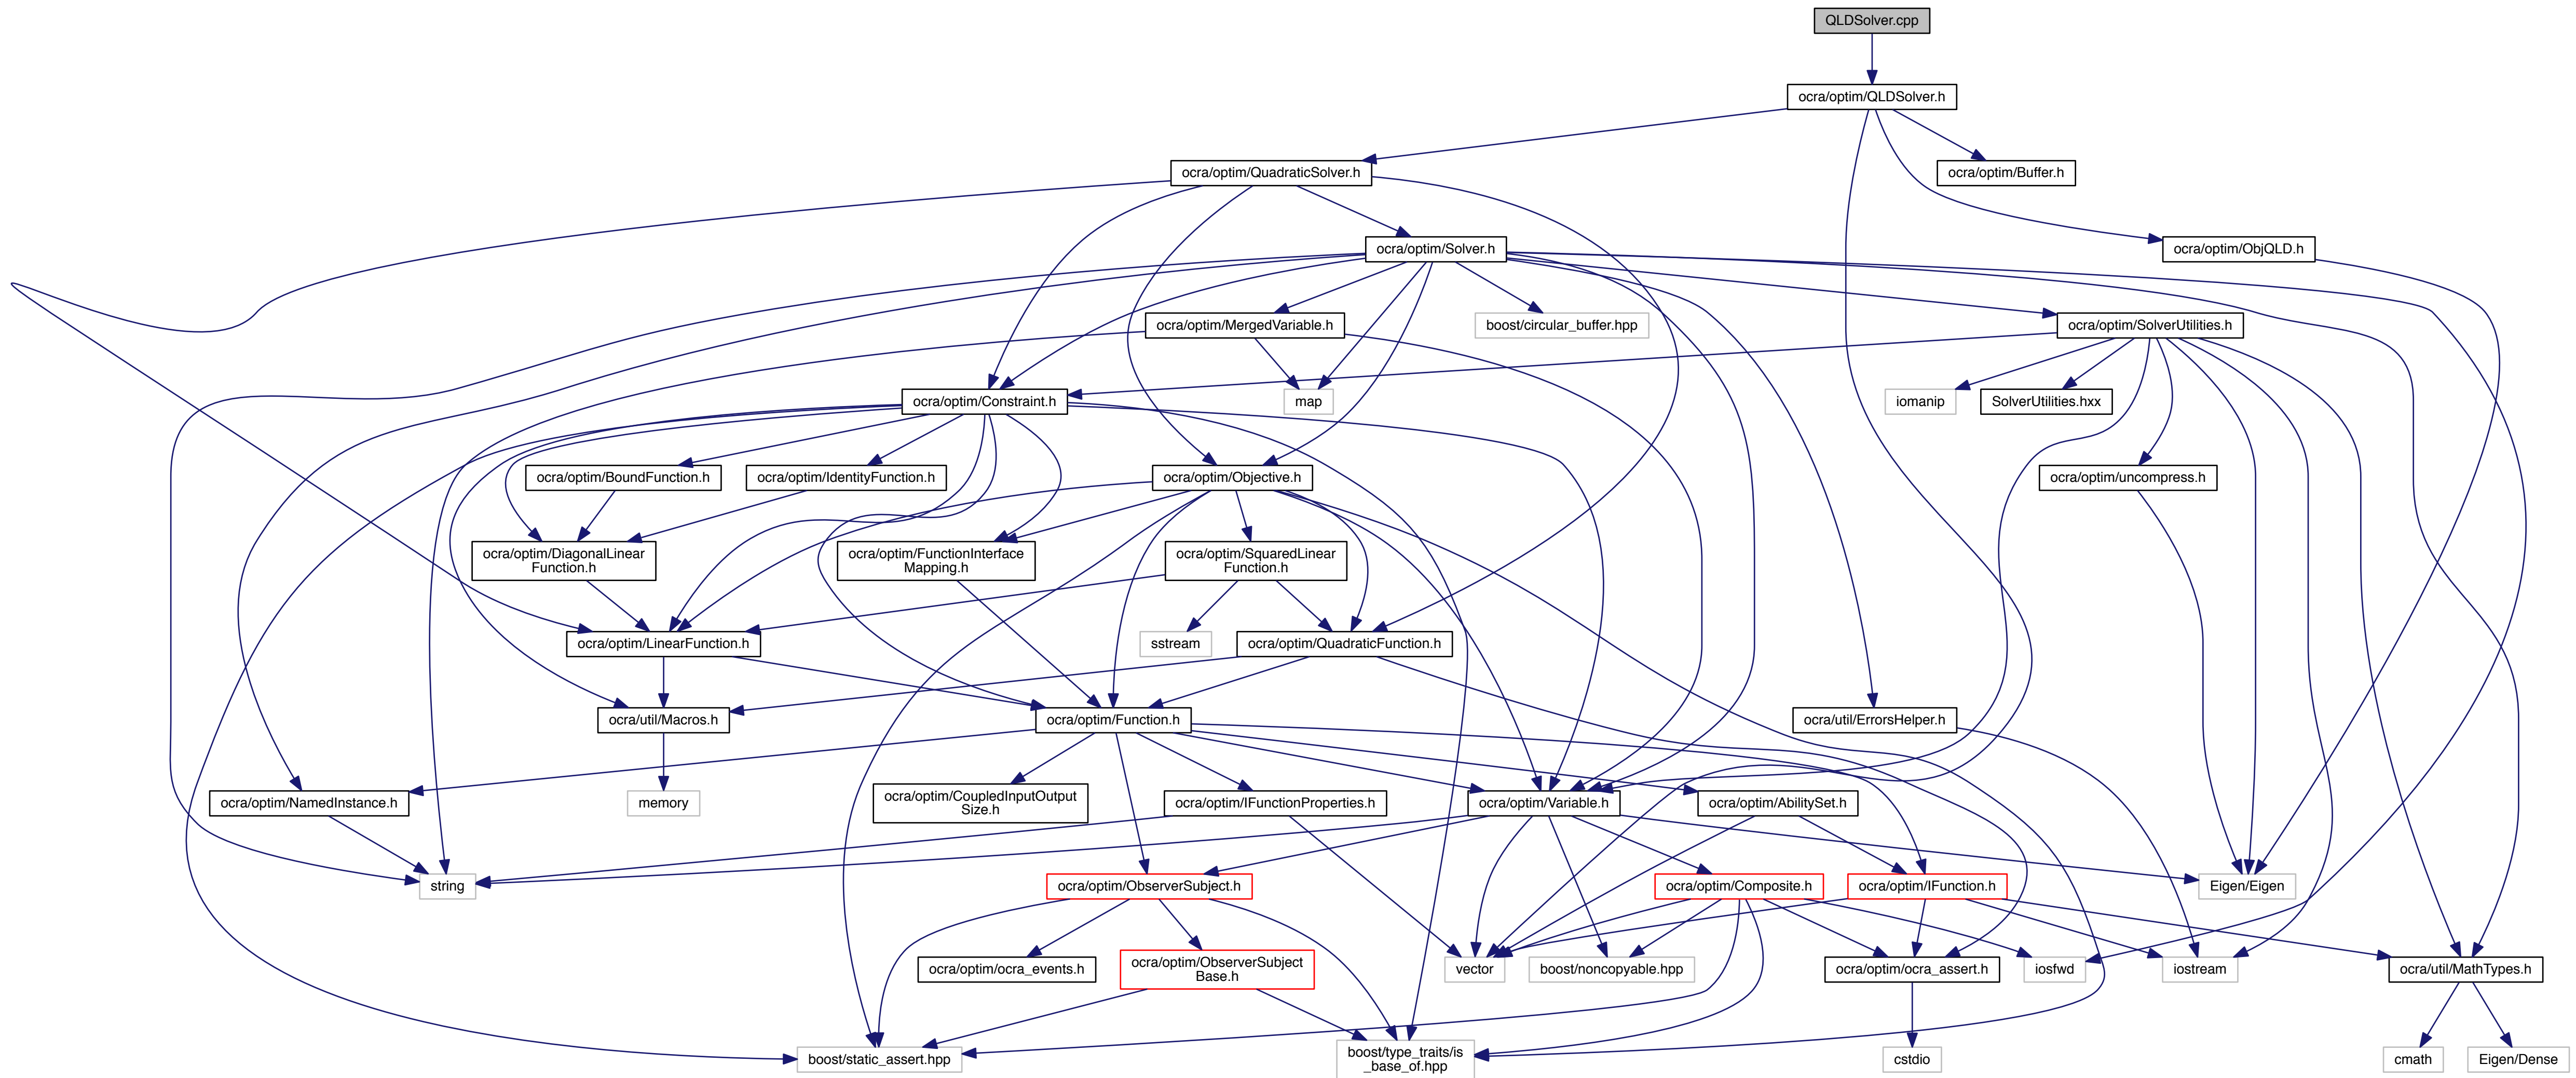 QLDSolver.cpp
ocra/optim/QLDSolver.h
ocra/optim/QuadraticSolver.h
ocra/optim/Buffer.h
ocra/optim/Solver.h
ocra/optim/ObjQLD.h
ocra/optim/MergedVariable.h
boost/circular_buffer.hpp
ocra/optim/SolverUtilities.h
ocra/optim/Constraint.h
map
iomanip
SolverUtilities.hxx
ocra/optim/BoundFunction.h
ocra/optim/IdentityFunction.h
ocra/optim/Objective.h
ocra/optim/uncompress.h
ocra/optim/DiagonalLinear
Function.h
ocra/optim/FunctionInterface
Mapping.h
ocra/optim/SquaredLinear
Function.h
ocra/optim/LinearFunction.h
sstream
ocra/optim/QuadraticFunction.h
ocra/util/Macros.h
ocra/optim/Function.h
ocra/util/ErrorsHelper.h
ocra/optim/NamedInstance.h
memory
ocra/optim/CoupledInputOutput
Size.h
ocra/optim/IFunctionProperties.h
ocra/optim/Variable.h
ocra/optim/AbilitySet.h
string
ocra/optim/ObserverSubject.h
ocra/optim/Composite.h
ocra/optim/IFunction.h
Eigen/Eigen
ocra/optim/ocra_events.h
ocra/optim/ObserverSubject
Base.h
vector
boost/noncopyable.hpp
ocra/optim/ocra_assert.h
iosfwd
iostream
ocra/util/MathTypes.h
boost/static_assert.hpp
boost/type_traits/is
_base_of.hpp
cstdio
cmath
Eigen/Dense